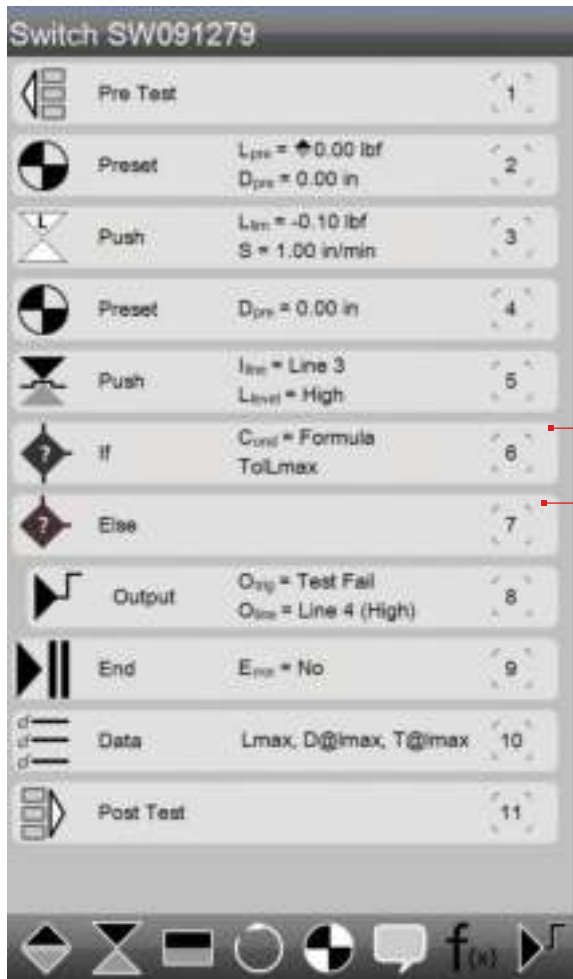 Switch SW091279
Pre Test 1
Preset Lpre = 0.00 lbf 2
Dpre = 0.00 in
L
Push Llim = -0.10 lbf 3
S = 1.00 in/min
Preset Dpre = 0.00 in 4
Push Iline = Line 3 5
Llevel = High
? If Cond = Formula 6
TolLmax
? Else 7
Output Otrig = Test Fail 8
Oline = Line 4 (High)
End = No 9
d
d Data Lmax, D@lmax, T@lmax 10
d
Post Test 11
f(x)